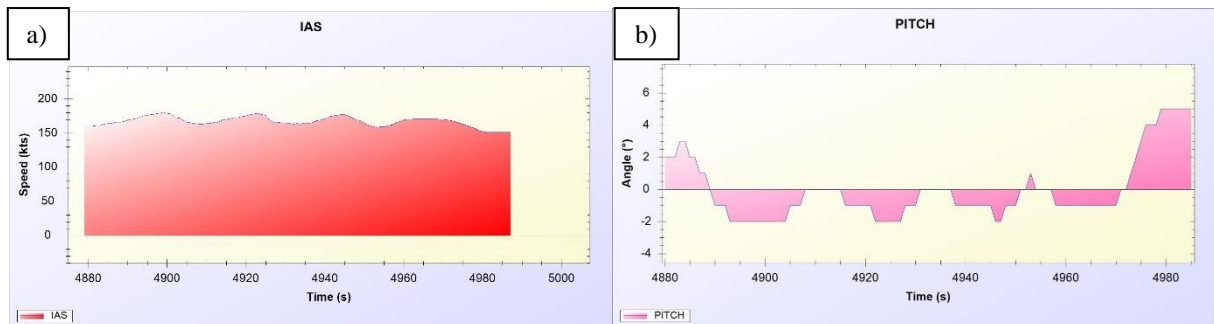 a)
IAS
200
150
100
50
0
Speed (kts)
4880 4900 4920 4940 4960 4980 5000
Time (s)
IAS
b)
PITCH
6
4
2
0
-2
-4
Angle (°)
4880 4900 4920 4940 4960 4980
Time (s)
PITCH